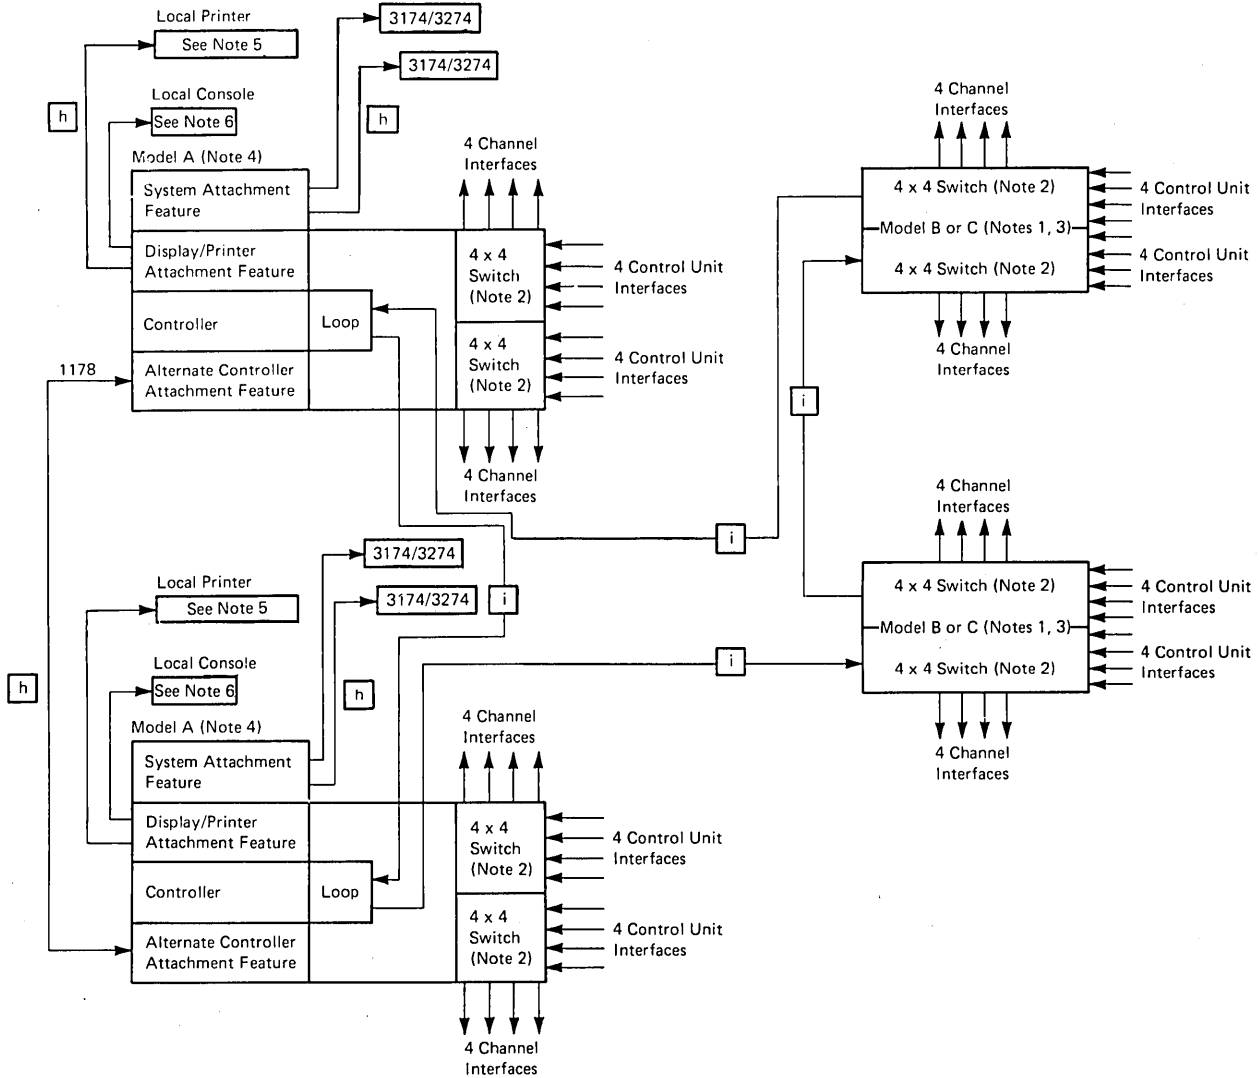 Local Printer
See Note 5
3174/3274
3174/3274
h
Local Console
See Note 6
h
Model A (Note 4)
System Attachment
Feature
Display/Printer
Attachment Feature
Controller
Loop
Alternate Controller
Attachment Feature
1178
4 Channel
Interfaces
4 x 4
Switch
(Note 2)
4 Control Unit
Interfaces
4 x 4
Switch
(Note 2)
4 Control Unit
Interfaces
4 Channel
Interfaces
4 Channel
Interfaces
4 x 4 Switch (Note 2)
Model B or C (Notes 1, 3)
4 x 4 Switch (Note 2)
4 Control Unit
Interfaces
4 Control Unit
Interfaces
4 Channel
Interfaces
i
i
3174/3274
3174/3274
i
i
Local Printer
See Note 5
h
Local Console
See Note 6
h
Model A (Note 4)
System Attachment
Feature
Display/Printer
Attachment Feature
Controller
Loop
Alternate Controller
Attachment Feature
4 Channel
Interfaces
4 x 4
Switch
(Note 2)
4 Control Unit
Interfaces
4 x 4
Switch
(Note 2)
4 Control Unit
Interfaces
4 Channel
Interfaces
4 Channel
Interfaces
4 x 4 Switch (Note 2)
Model B or C (Notes 1, 3)
4 x 4 Switch (Note 2)
4 Control Unit
Interfaces
4 Control Unit
Interfaces
4 Channel
Interfaces